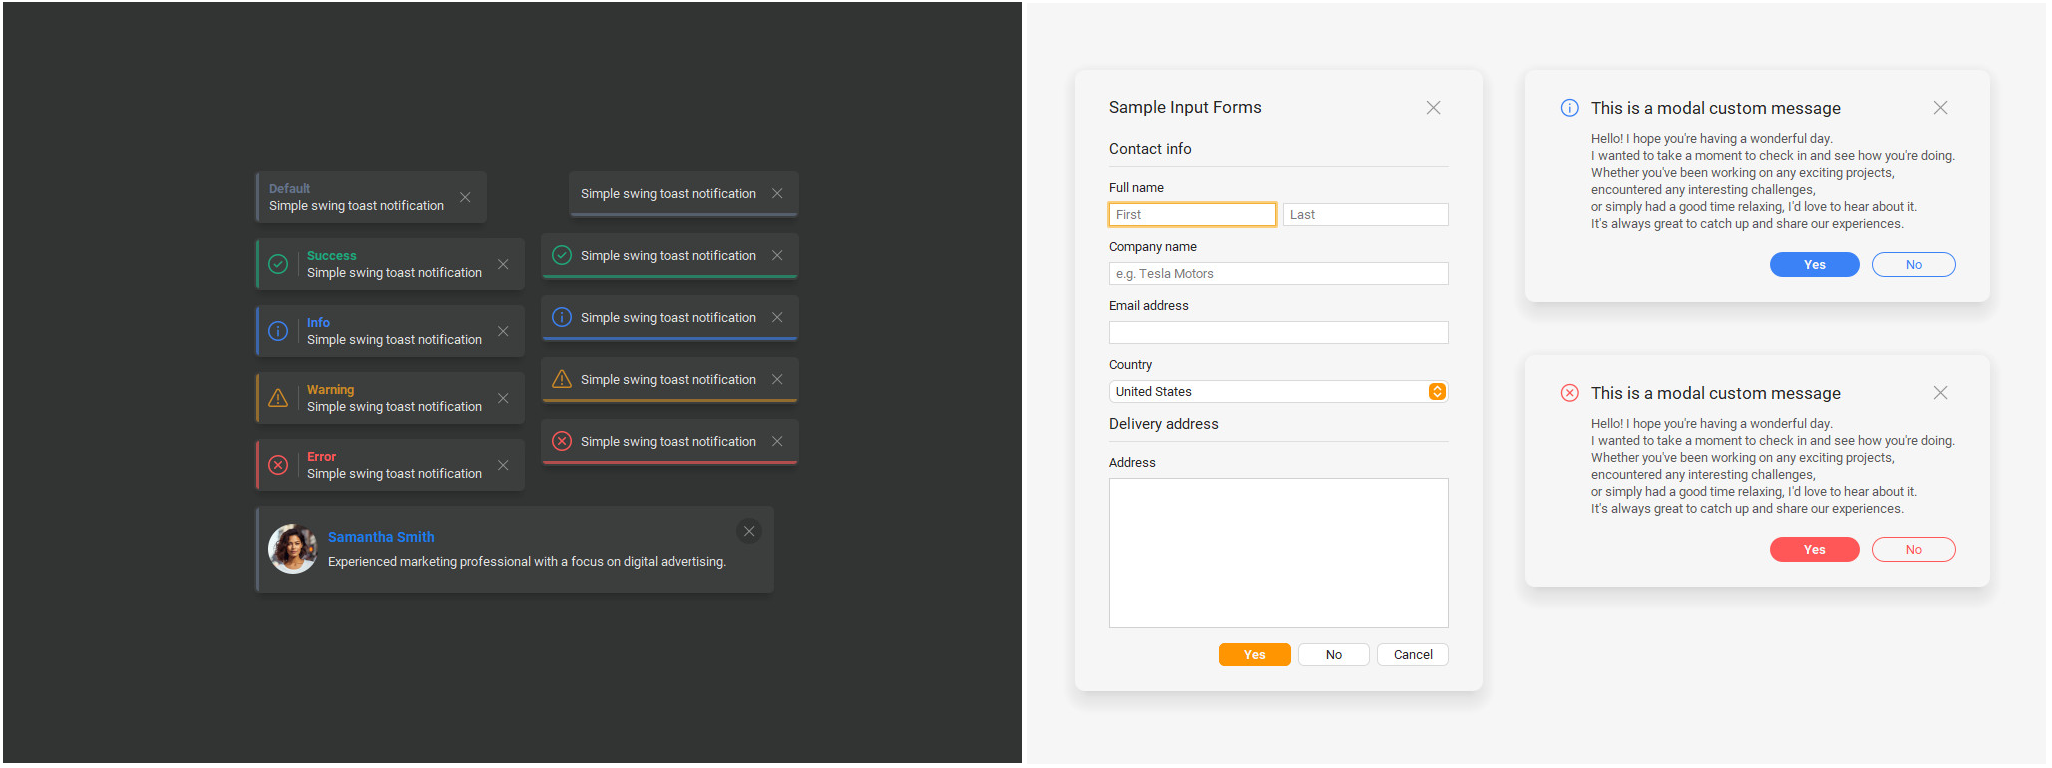 Default
Simple swing toast notification
Success
Simple swing toast notification
Info
Simple swing toast notification
Warning
Simple swing toast notification
Error
Simple swing toast notification
Simple swing toast notification
Simple swing toast notification
Simple swing toast notification
Simple swing toast notification
Simple swing toast notification
Samantha Smith
Experienced marketing professional with a focus on digital advertising.
Sample Input Forms
Contact info
Full name
First
Last
Company name
e.g. Tesla Motors
Email address
Country
United States
Delivery address
Address
Yes
No
Cancel
This is a modal custom message
Hello! I hope you're having a wonderful day.
I wanted to take a moment to check in and see how you're doing.
Whether you've been working on any exciting projects,
encountered any interesting challenges,
or simply had a good time relaxing, I'd love to hear about it.
It's always great to catch up and share our experiences.
Yes
No
This is a modal custom message
Hello! I hope you're having a wonderful day.
I wanted to take a moment to check in and see how you're doing.
Whether you've been working on any exciting projects,
encountered any interesting challenges,
or simply had a good time relaxing, I'd love to hear about it.
It's always great to catch up and share our experiences.
Yes
No